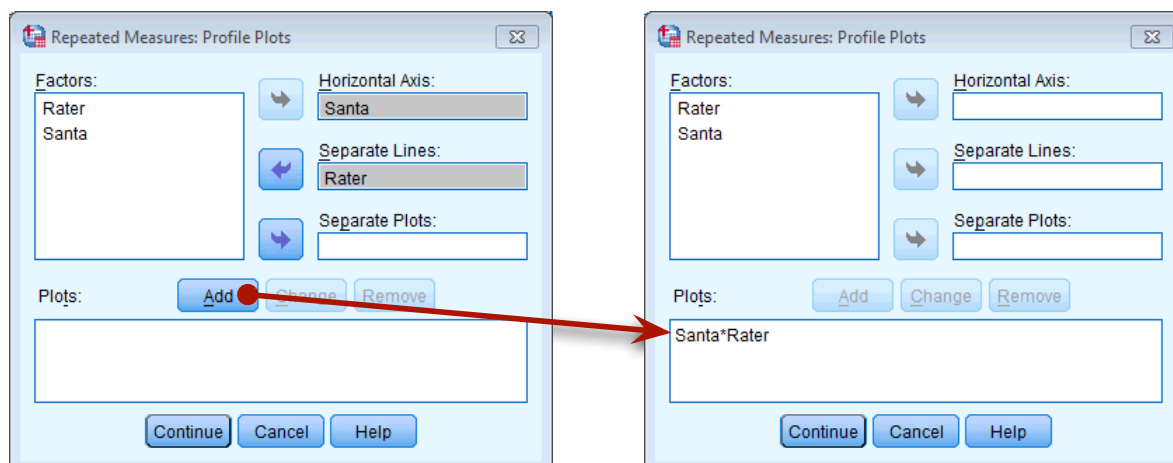 Repeated Measures: Profile Plots
Factors:
Rater
Santa
Horizontal Axis:
Santa
Separate Lines:
Rater
Separate Plots:
Plots:
Add
Change
Remove
Continue
Cancel
Help
Repeated Measures: Profile Plots
Factors:
Rater
Santa
Horizontal Axis:
Separate Lines:
Separate Plots:
Plots:
Add
Change
Remove
Santa*Rater
Continue
Cancel
Help